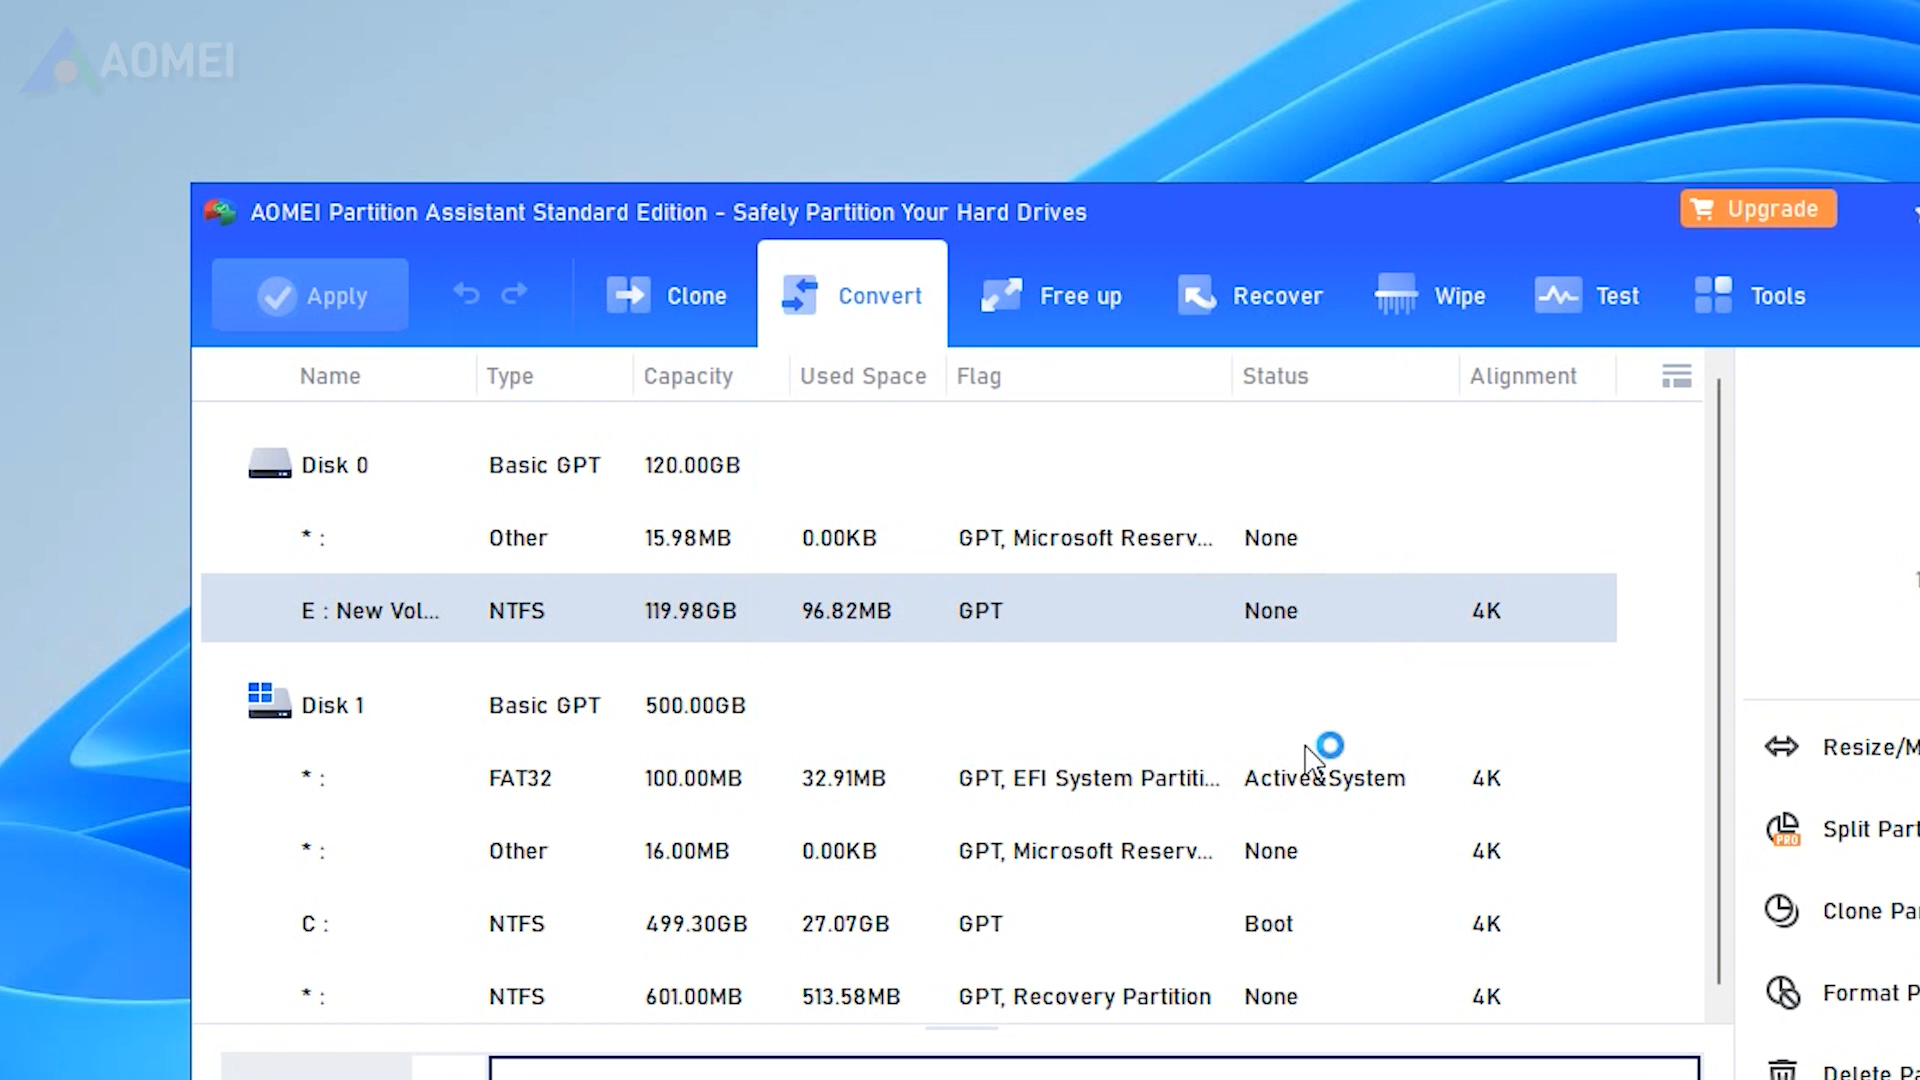 AOMEI
AOMEI Partition Assistant Standard Edition - Safely Partition Your Hard Drives
Upgrade
Apply
Clone
Convert
Free up
Recover
Wipe
Test
Tools
Name Type Capacity Used Space Flag Status Alignment
Disk 0 Basic GPT 120.00GB
* : Other 15.98MB 0.00KB GPT, Microsoft Reserv... None
E : New Vol... NTFS 119.98GB 96.82MB GPT None 4K
Disk 1 Basic GPT 500.00GB
* : FAT32 100.00MB 32.91MB GPT, EFI System Partiti... Active&System 4K
* : Other 16.00MB 0.00KB GPT, Microsoft Reserv... None 4K
C : NTFS 499.30GB 27.07GB GPT Boot 4K
* : NTFS 601.00MB 513.58MB GPT, Recovery Partition None 4K
Resize/M
Split Part
PRO
Clone Par
Format P
Delete Pa